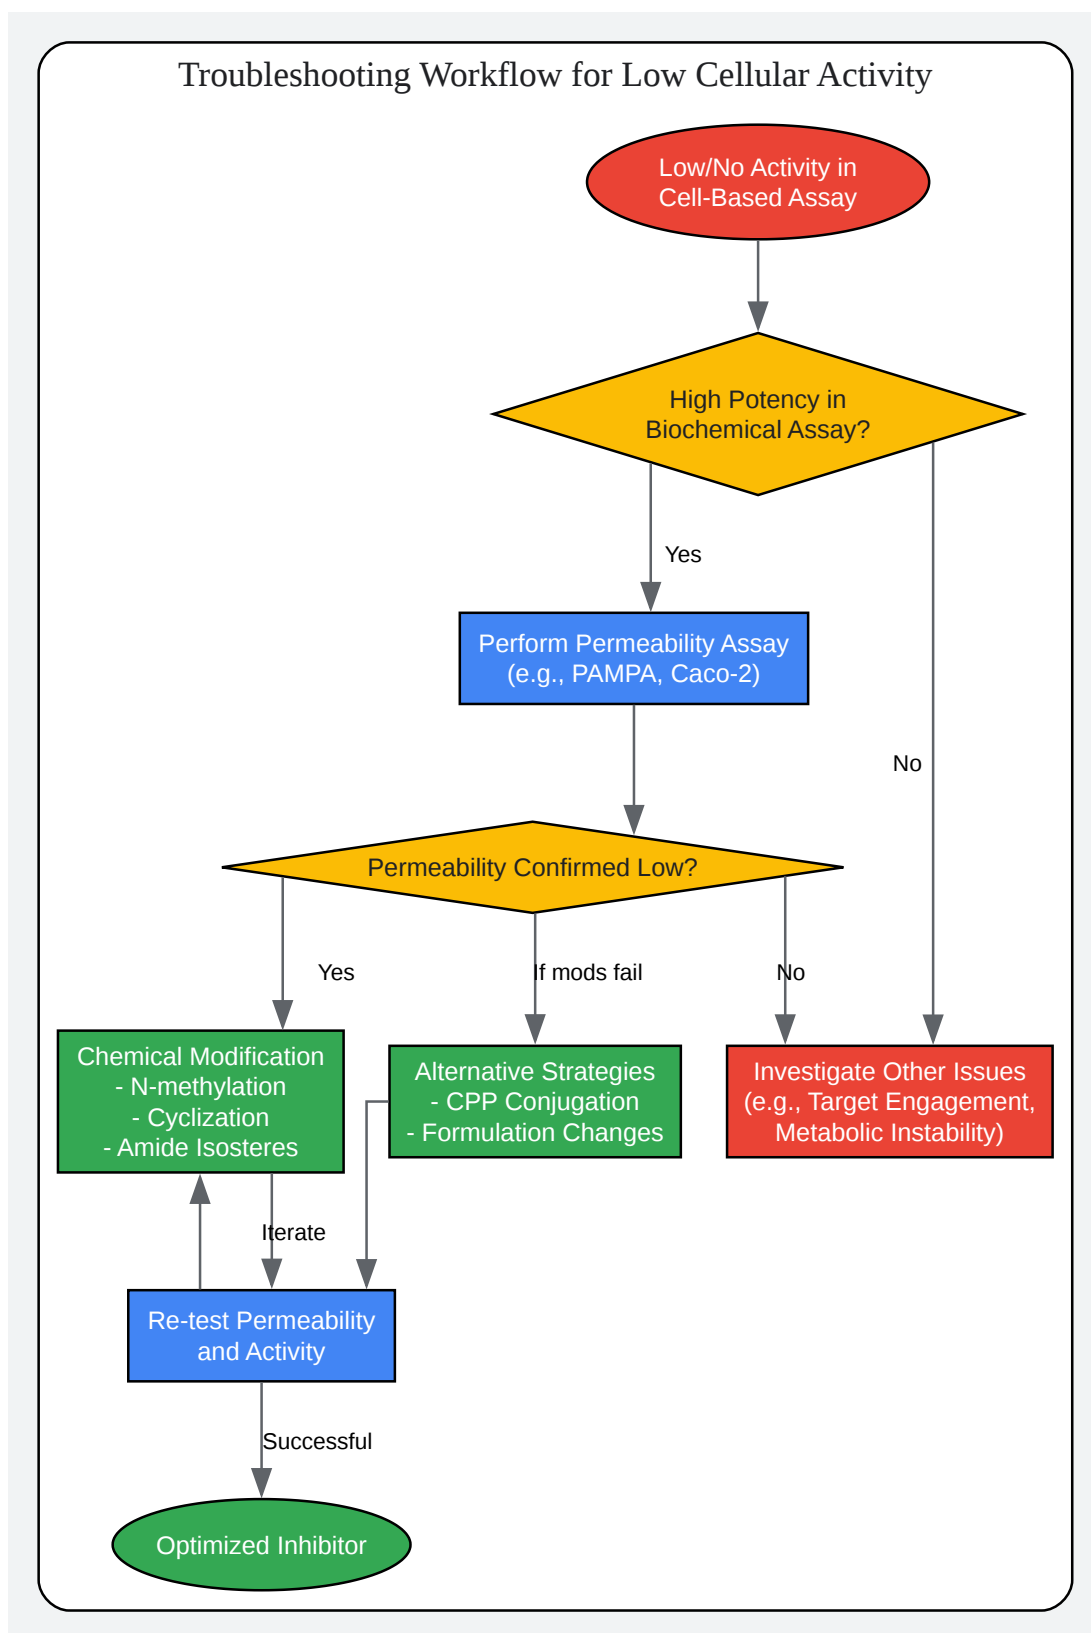 Troubleshooting Workflow for Low Cellular Activity
Low/No Activity in
Cell-Based Assay
High Potency in
Biochemical Assay?
Yes
Perform Permeability Assay
(e.g., PAMPA, Caco-2)
No
Permeability Confirmed Low?
Yes
If mods fail
No
Chemical Modification
- N-methylation
- Cyclization
- Amide Isosteres
Alternative Strategies
- CPP Conjugation
- Formulation Changes
Investigate Other Issues
(e.g., Target Engagement,
Metabolic Instability)
Iterate
Re-test Permeability
and Activity
Successful
Optimized Inhibitor